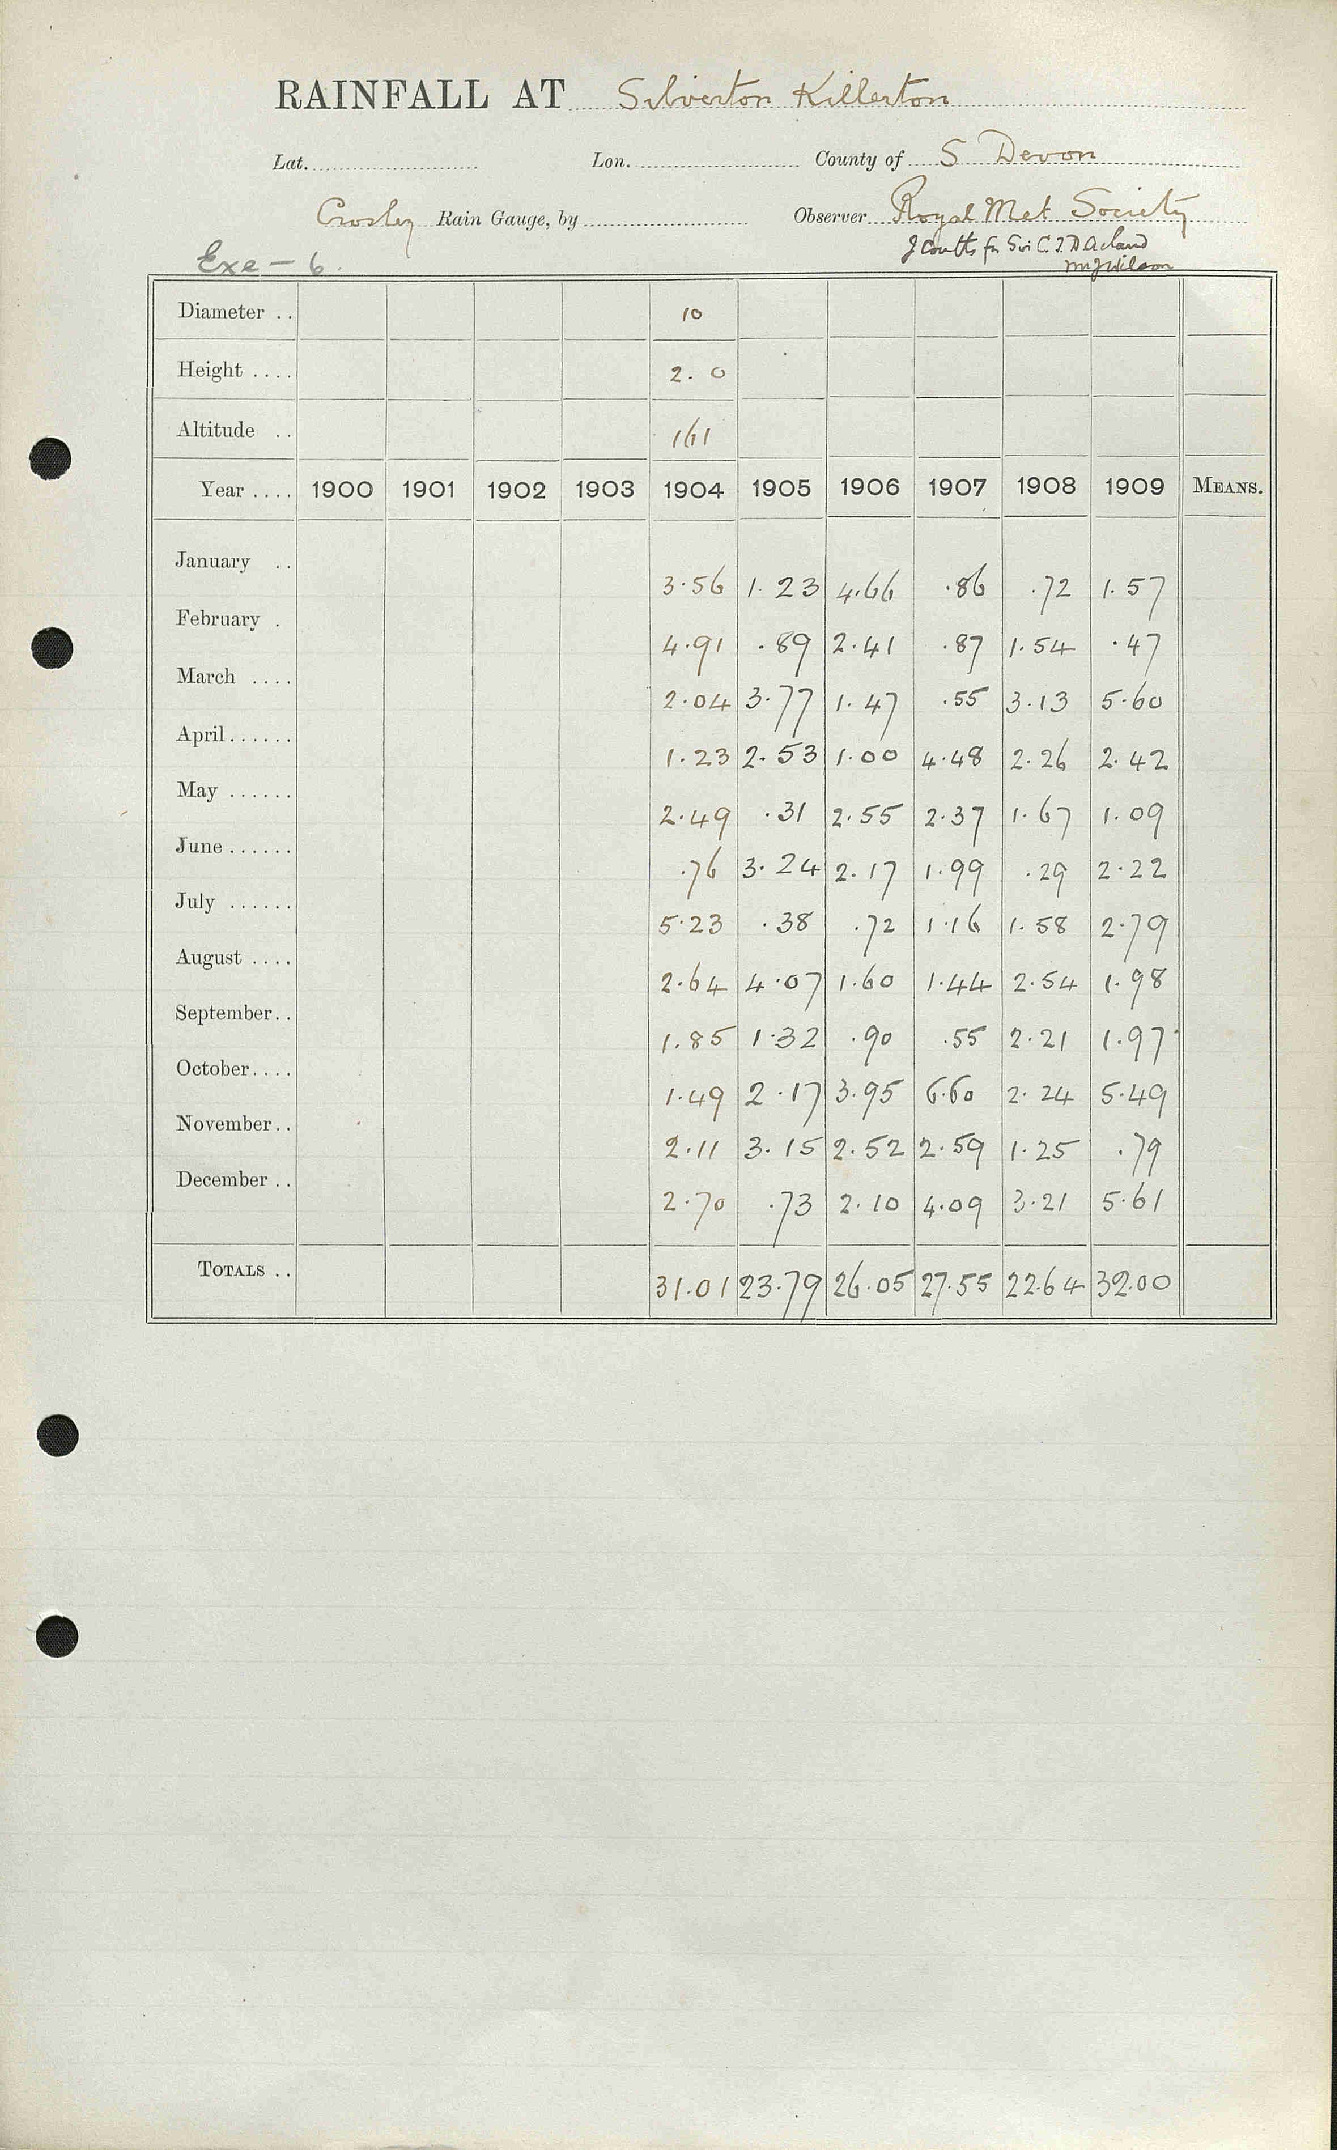 RAINFALL AT Silverton Killerton
Lat. Lon. County of S Devon
Crosley Rain Gauge, by Observer Royal Met Society
J Coutts for Sir C T D Acland
Mr J Wilson
Exe - 6.
Diameter .. 10
Height .... 2. 0
Altitude .. 161
Year .... 1900 1901 1902 1903 1904 1905 1906 1907 1908 1909 MEANS.
January .. 3.56 1.23 4.66 .86 .72 1.57
February . 4.91 .89 2.41 .87 1.54 .47
March .... 2.04 3.77 1.47 .55 3.13 5.60
April...... 1.23 2.53 1.00 4.48 2.26 2.42
May ...... 2.49 .31 2.55 2.37 1.67 1.09
June...... .76 3.24 2.17 1.99 .29 2.22
July ...... 5.23 .38 .72 1.16 1.58 2.79
August .... 2.64 4.07 1.60 1.44 2.54 1.98
September.. 1.85 1.32 .90 .55 2.21 1.97
October.... 1.49 2.17 3.95 6.60 2.24 5.49
November.. 2.11 3.15 2.52 2.59 1.25 .79
December .. 2.70 .73 2.10 4.09 3.21 5.61
TOTALS .. 31.01 23.79 26.05 27.55 22.64 32.00